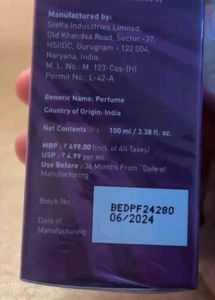 Manufactured by:
Stella Indusstries Limited,
Old Khandsa Road, Sector -37,
HSIIDC, Gurugram - 122 004,
Haryana, India.
M. L. No.- M. 123-Cos-(H)
Permit No.- L-42-A
Generic Name: Perfume
Country of Origin: India
Net Contents : 100 ml / 3.38 fl. oz.
MRP : ₹ 499.00 (Incl. of All Taxes)
USP : ₹ 4.99 per ml
Use Before : 36 Months From "Date of
Manufacturing"
Batch No.: BEDPF24280
Date of 06/2024
Manufacturing: